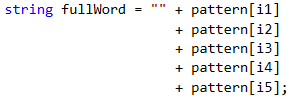 string fullWord = "" + pattern[i1]
+ pattern[i2]
+ pattern[i3]
+ pattern[i4]
+ pattern[i5];